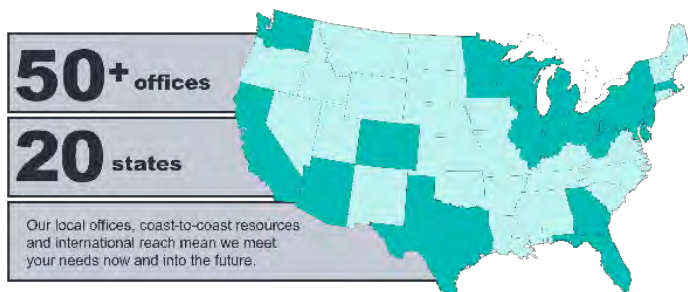 50+ offices
20 states
Our local offices, coast-to-coast resources
and international reach mean we meet
your needs now and into the future.